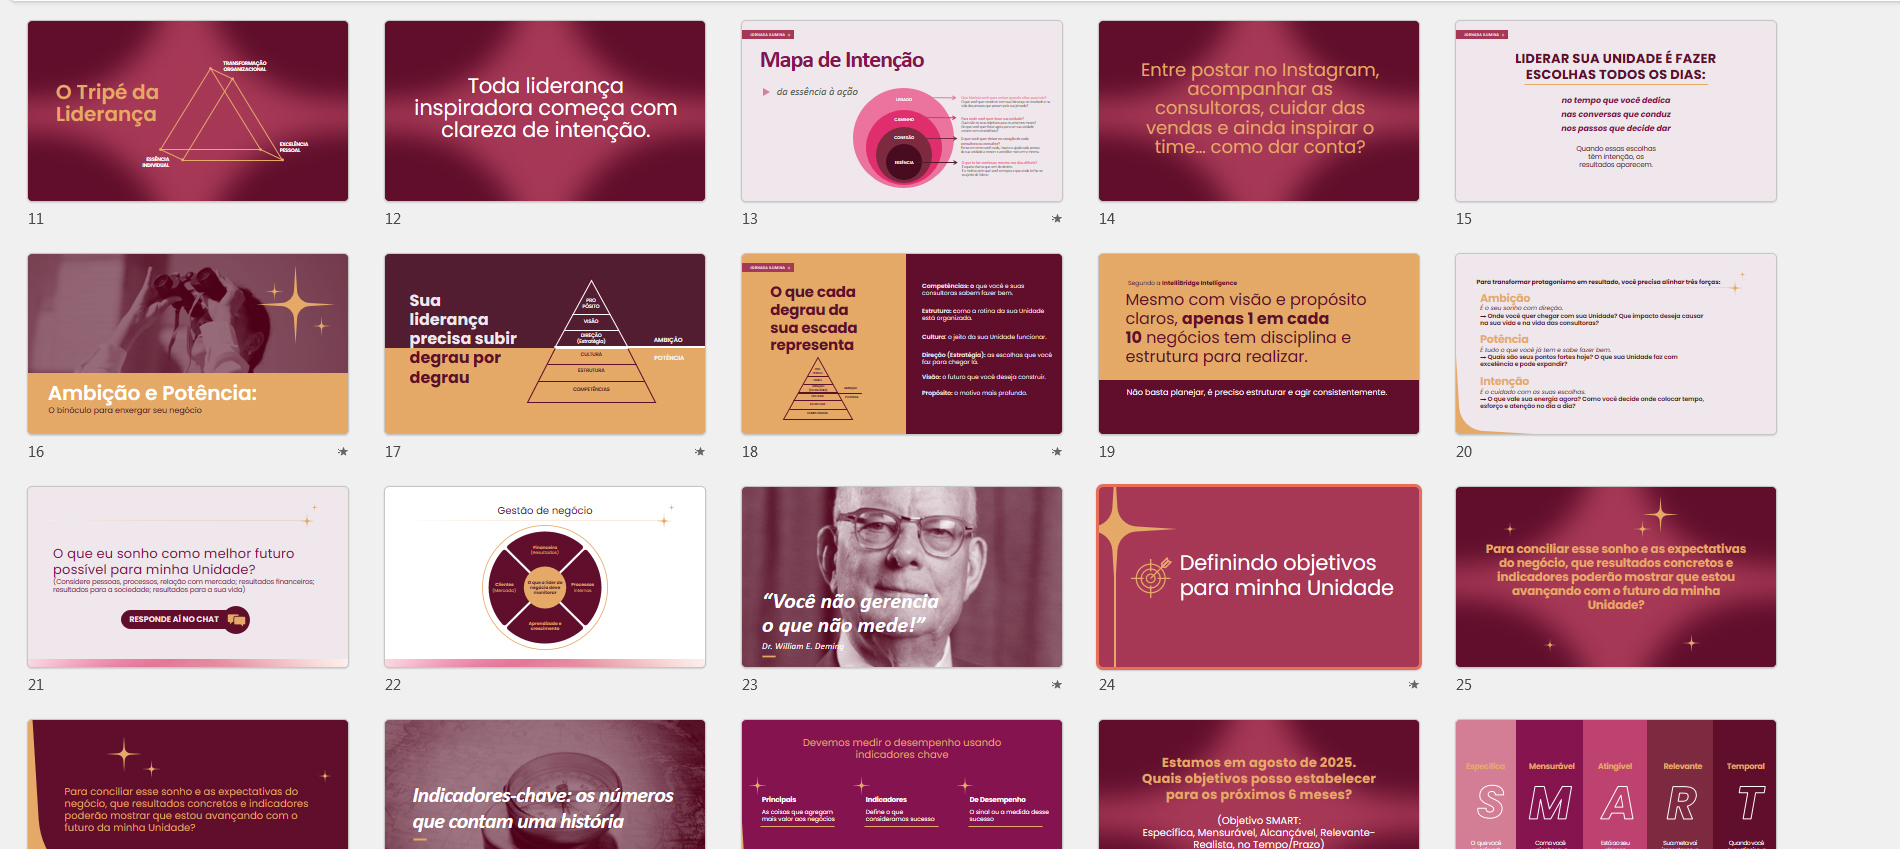 O Tripé da
Liderança
TRANSFORMAÇÃO
ORGANIZACIONAL
EXCELÊNCIA
PESSOAL
ESSÊNCIA
INDIVIDUAL
11
Toda liderança
inspiradora começa com
clareza de intenção.
12
JORNADA ILUMINA
Mapa de Intenção
da essência à ação
LEGADO
CAMINHO
CONEXÃO
ESSÊNCIA
13
Entre postar no Instagram,
acompanhar as
consultoras, cuidar das
vendas e ainda inspirar o
time... como dar conta?
14
JORNADA ILUMINA
LIDERAR SUA UNIDADE É FAZER
ESCOLHAS TODOS OS DIAS:
no tempo que você dedica
nas conversas que conduz
nos passos que decide dar
Quando essas escolhas
têm intenção, os
resultados aparecem.
15
Ambição e Potência:
O binóculo para enxergar seu negócio
16
Sua
liderança
precisa subir
degrau por
degrau
PRO
PÓSITO
VISÃO
DIREÇÃO
(Estratégia)
CULTURA
ESTRUTURA
COMPETÊNCIAS
AMBIÇÃO
POTÊNCIA
17
JORNADA ILUMINA
O que cada
degrau da
sua escada
representa
Competências: o que você e suas
consultoras sabem fazer bem.
Estrutura: como a rotina da sua Unidade
está organizada.
Cultura: o jeito da sua Unidade funcionar.
Direção (Estratégia): as escolhas que você
faz para chegar lá.
Visão: o futuro que você deseja construir.
Propósito: o motivo mais profundo.
18
Segundo a IntelliBridge Intelligence
Mesmo com visão e propósito
claros, apenas 1 em cada
10 negócios tem disciplina e
estrutura para realizar.
Não basta planejar, é preciso estruturar e agir consistentemente.
19
Para transformar protagonismo em resultado, você precisa alinhar três forças:
Ambição
É o seu sonho com direção.
→ Onde você quer chegar com sua Unidade? Que impacto deseja causar
na sua vida e na vida das consultoras?
Potência
É tudo o que você já tem e sabe fazer bem.
→ Quais são seus pontos fortes hoje? O que sua Unidade faz com
excelência e pode expandir?
Intenção
É o cuidado com as suas escolhas.
→ O que vale sua energia agora? Como você decide onde colocar tempo,
esforço e atenção no dia a dia?
20
O que eu sonho como melhor futuro
possível para minha Unidade?
(Considere pessoas, processos, relação com mercado; resultados financeiros;
resultados para a sociedade; resultados para a sua vida)
RESPONDE AÍ NO CHAT
21
Gestão de negócio
Financeira
(Resultados)
Clientes
(Mercado)
O que a líder de
negócio deve
monitorar
Processos
internos
Aprendizado e
crescimento
22
“Você não gerencia
o que não mede!”
Dr. William E. Deming
23
Definindo objetivos
para minha Unidade
24
Para conciliar esse sonho e as expectativas
do negócio, que resultados concretos e
indicadores poderão mostrar que estou
avançando com o futuro da minha
Unidade?
25
Para conciliar esse sonho e as expectativas do
negócio, que resultados concretos e indicadores
poderão mostrar que estou avançando com o
futuro da minha Unidade?
Indicadores-chave: os números
que contam uma história
Devemos medir o desempenho usando
indicadores chave
Principais
As coisas que agregam
mais valor aos negócios
Indicadores
Define o que
consideramos sucesso
De Desempenho
O sinal ou a medida desse
sucesso
Estamos em agosto de 2025.
Quais objetivos posso estabelecer
para os próximos 6 meses?
(Objetivo SMART:
Específica, Mensurável, Alcançável, Relevante-
Realista, no Tempo/Prazo)
Específica
Mensurável
Atingível
Relevante
Temporal
S
M
A
R
T